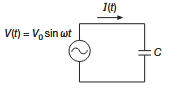 I(t)
V(t) = V₀ sin ωt
C